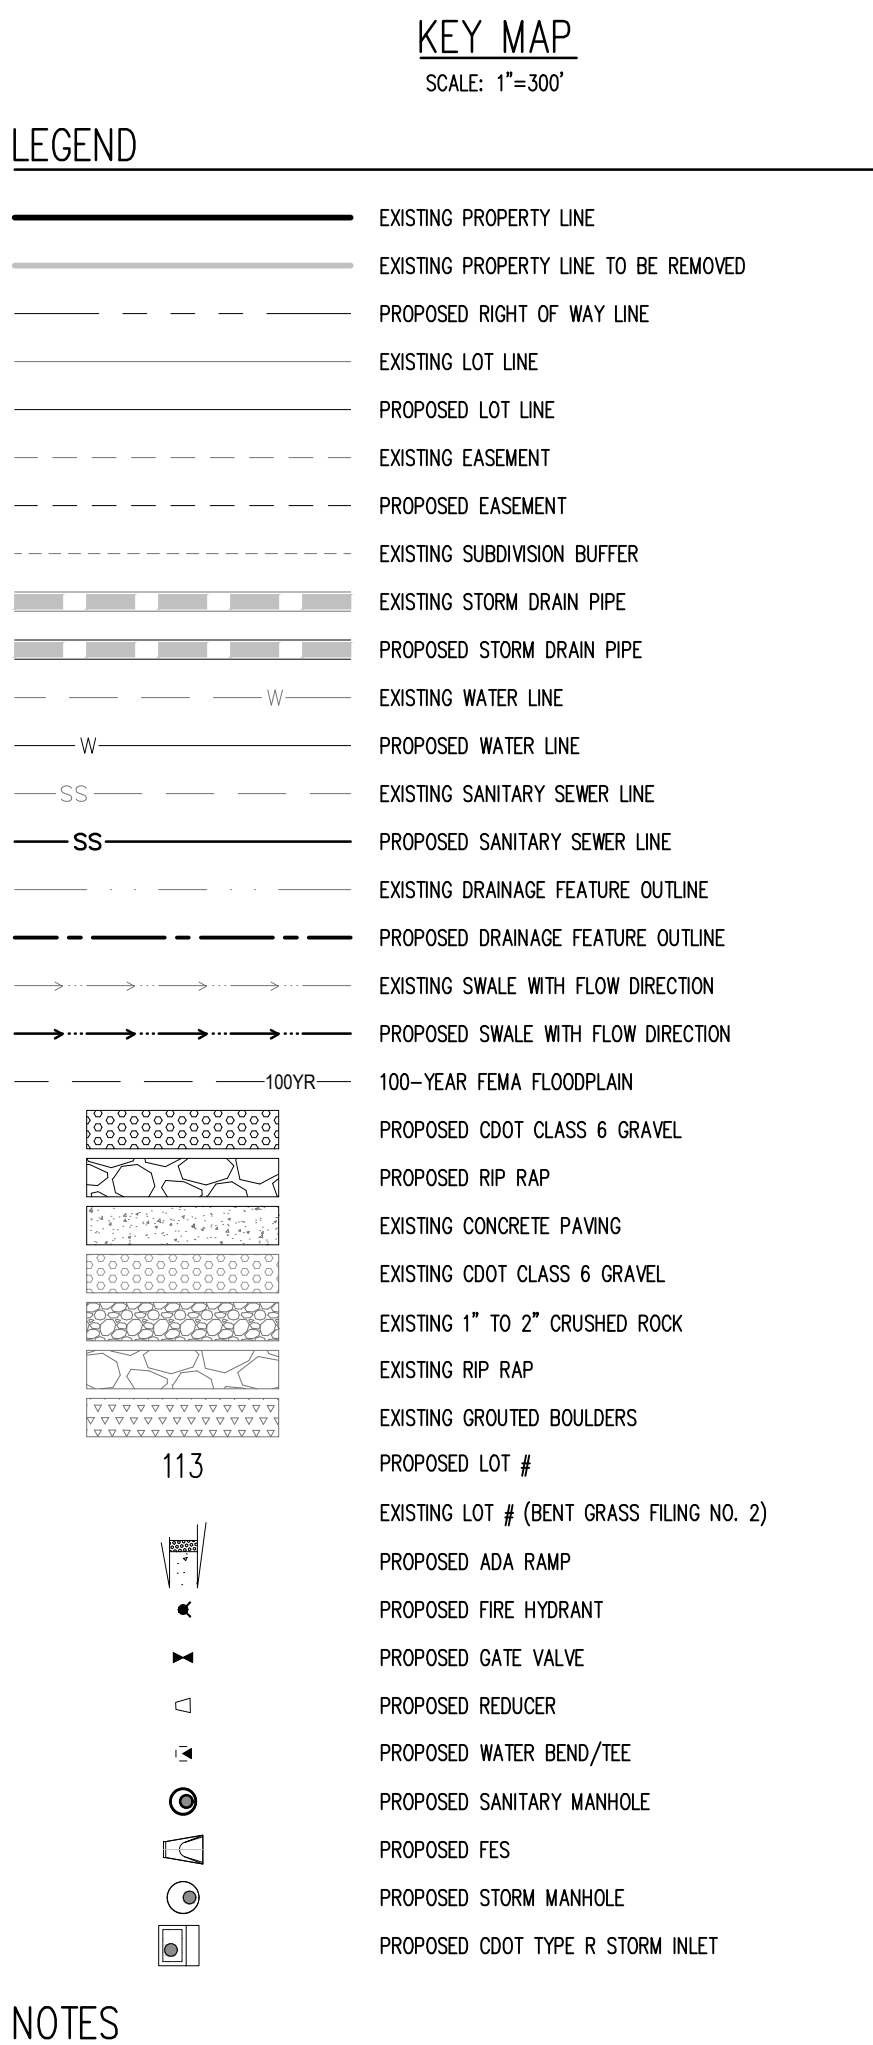 KEY MAP
SCALE: 1"=300'
LEGEND
EXISTING PROPERTY LINE
EXISTING PROPERTY LINE TO BE REMOVED
PROPOSED RIGHT OF WAY LINE
EXISTING LOT LINE
PROPOSED LOT LINE
EXISTING EASEMENT
PROPOSED EASEMENT
EXISTING SUBDIVISION BUFFER
EXISTING STORM DRAIN PIPE
PROPOSED STORM DRAIN PIPE
W EXISTING WATER LINE
W PROPOSED WATER LINE
SS EXISTING SANITARY SEWER LINE
SS PROPOSED SANITARY SEWER LINE
EXISTING DRAINAGE FEATURE OUTLINE
PROPOSED DRAINAGE FEATURE OUTLINE
EXISTING SWALE WITH FLOW DIRECTION
PROPOSED SWALE WITH FLOW DIRECTION
100YR 100-YEAR FEMA FLOODPLAIN
PROPOSED CDOT CLASS 6 GRAVEL
PROPOSED RIP RAP
EXISTING CONCRETE PAVING
EXISTING CDOT CLASS 6 GRAVEL
EXISTING 1" TO 2" CRUSHED ROCK
EXISTING RIP RAP
EXISTING GROUTED BOULDERS
113 PROPOSED LOT #
EXISTING LOT # (BENT GRASS FILING NO. 2)
PROPOSED ADA RAMP
PROPOSED FIRE HYDRANT
PROPOSED GATE VALVE
PROPOSED REDUCER
PROPOSED WATER BEND/TEE
PROPOSED SANITARY MANHOLE
PROPOSED FES
PROPOSED STORM MANHOLE
PROPOSED CDOT TYPE R STORM INLET
NOTES